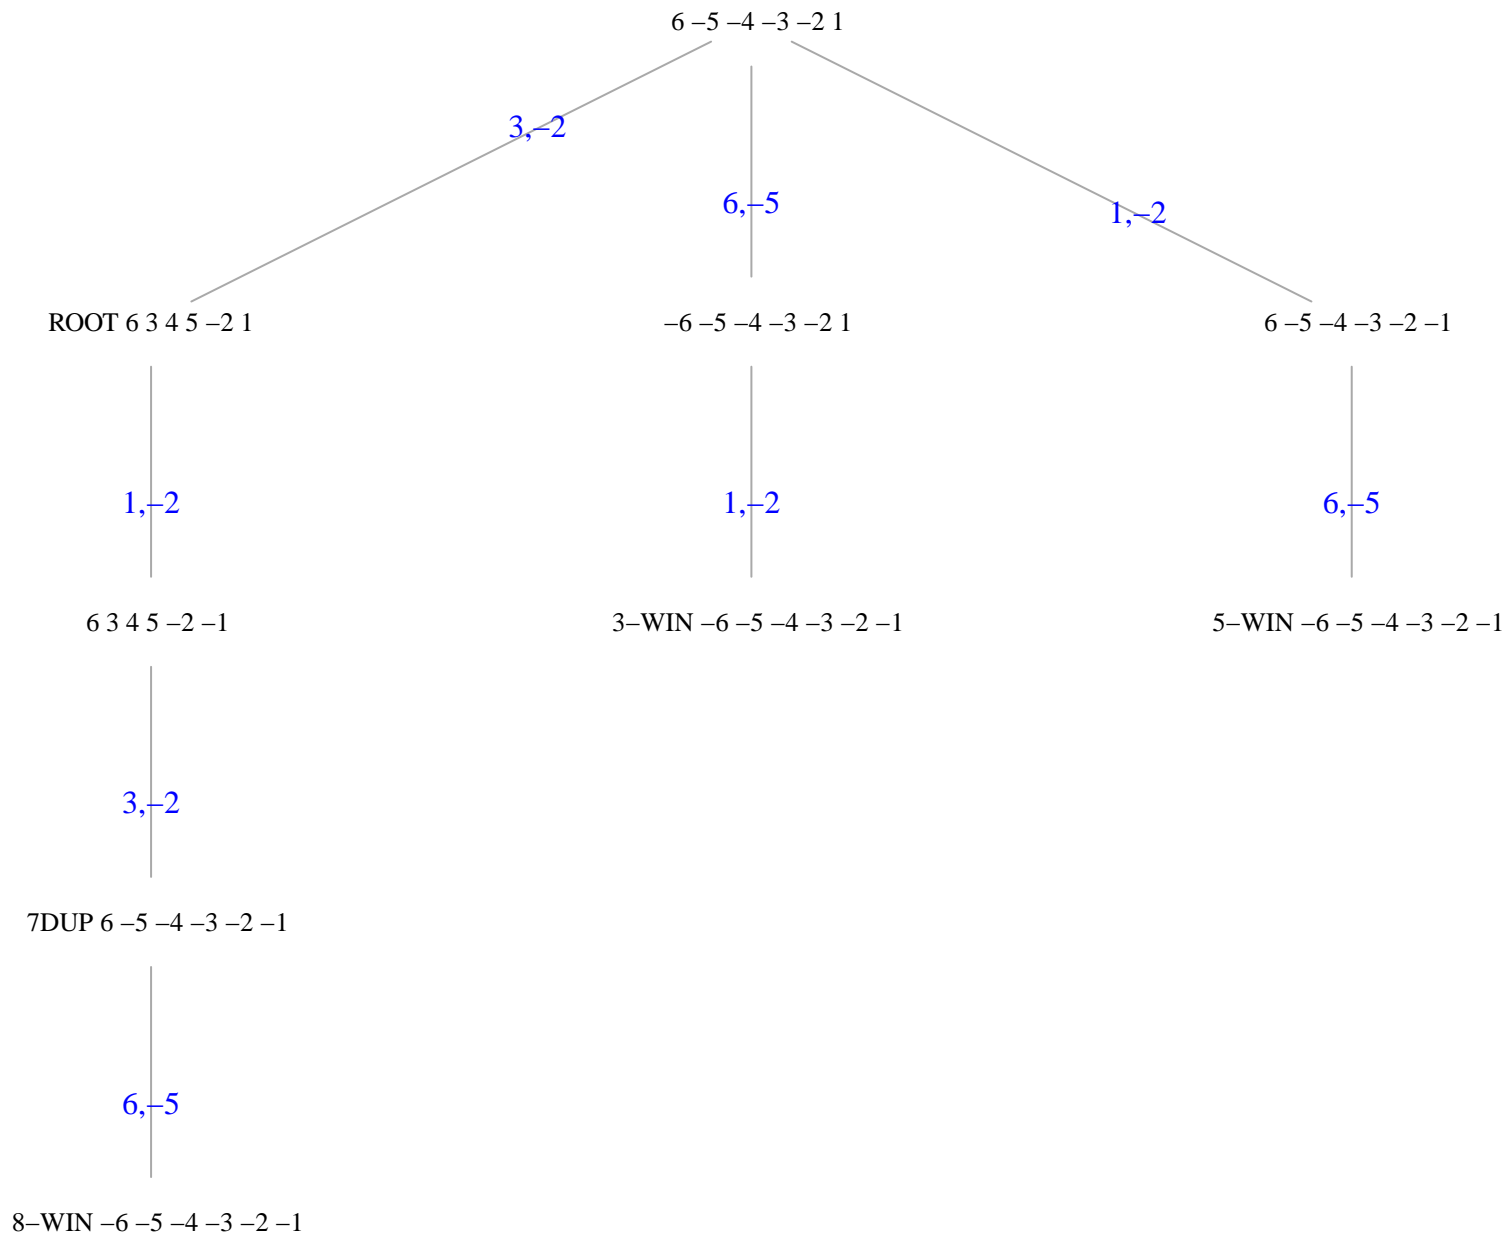 6 –5 –4 –3 –2 1
3,–2
6,–5
1,–2
ROOT 6 3 4 5 –2 1
–6 –5 –4 –3 –2 1
6 –5 –4 –3 –2 –1
1,–2
1,–2
6,–5
6 3 4 5 –2 –1
3–WIN –6 –5 –4 –3 –2 –1
5–WIN –6 –5 –4 –3 –2 –1
3,–2
7DUP 6 –5 –4 –3 –2 –1
6,–5
8–WIN –6 –5 –4 –3 –2 –1